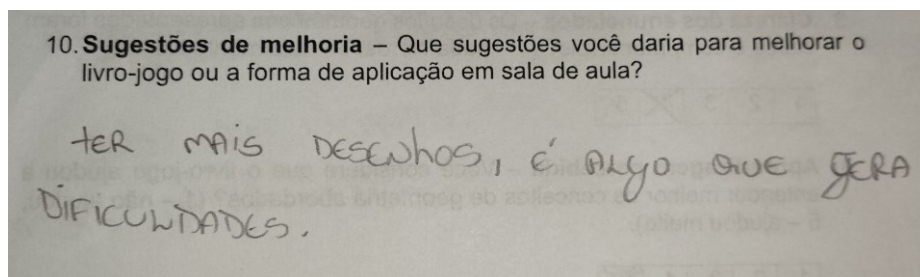 10. Sugestões de melhoria – Que sugestões você daria para melhorar o
livro-jogo ou a forma de aplicação em sala de aula?
TER MAIS DESENhos, É ALGO QUE GERA
DIFICULDADES.